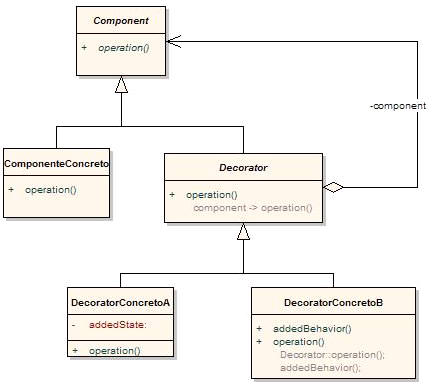 Component
+ operation()
-component
ComponenteConcreto
+ operation()
Decorator
+ operation()
component -> operation()
DecoratorConcretoA
- addedState:
+ operation()
DecoratorConcretoB
+ addedBehavior()
+ operation()
Decorator::operation();
addedBehavior();